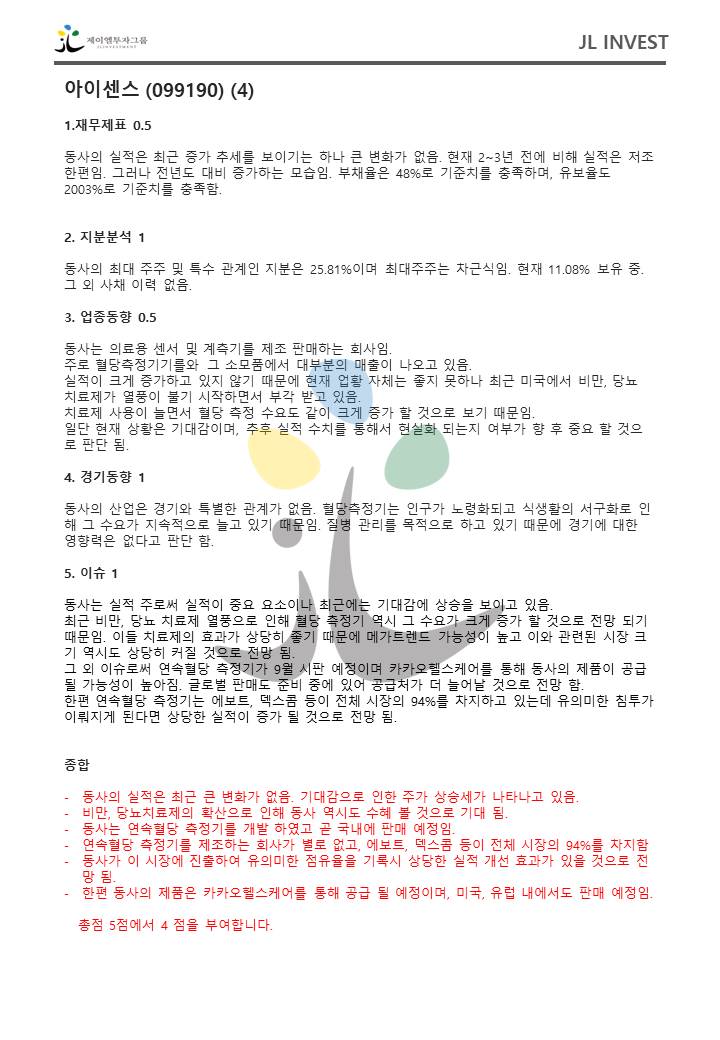 제이엘투자그룹
JL INVESTMENT
JL INVEST
아이센스 (099190) (4)
1.재무제표 0.5
동사의 실적은 최근 증가 추세를 보이기는 하나 큰 변화가 없음. 현재 2~3년 전에 비해 실적은 저조
한편임. 그러나 전년도 대비 증가하는 모습임. 부채율은 48%로 기준치를 충족하며, 유보율도
2003%로 기준치를 충족함.
2. 지분분석 1
동사의 최대 주주 및 특수 관계인 지분은 25.81%이며 최대주주는 차근식임. 현재 11.08% 보유 중.
그 외 사채 이력 없음.
3. 업종동향 0.5
동사는 의료용 센서 및 계측기를 제조 판매하는 회사임.
주로 혈당측정기기를와 그 소모품에서 대부분의 매출이 나오고 있음.
실적이 크게 증가하고 있지 않기 때문에 현재 업황 자체는 좋지 못하나 최근 미국에서 비만, 당뇨
치료제가 열풍이 불기 시작하면서 부각 받고 있음.
치료제 사용이 늘면서 혈당 측정 수요도 같이 크게 증가 할 것으로 보기 때문임.
일단 현재 상황은 기대감이며, 추후 실적 수치를 통해서 현실화 되는지 여부가 향 후 중요 할 것으
로 판단 됨.
4. 경기동향 1
동사의 산업은 경기와 특별한 관계가 없음. 혈당측정기는 인구가 노령화되고 식생활의 서구화로 인
해 그 수요가 지속적으로 늘고 있기 때문임. 질병 관리를 목적으로 하고 있기 때문에 경기에 대한
영향력은 없다고 판단 함.
5. 이슈 1
동사는 실적 주로써 실적이 중요 요소이나 최근에는 기대감에 상승을 보이고 있음.
최근 비만, 당뇨 치료제 열풍으로 인해 혈당 측정기 역시 그 수요가 크게 증가 할 것으로 전망 되기
때문임. 이들 치료제의 효과가 상당히 좋기 때문에 메가트렌드 가능성이 높고 이와 관련된 시장 크
기 역시도 상당히 커질 것으로 전망 됨.
그 외 이슈로써 연속혈당 측정기가 9월 시판 예정이며 카카오헬스케어를 통해 동사의 제품이 공급
될 가능성이 높아짐. 글로벌 판매도 준비 중에 있어 공급처가 더 늘어날 것으로 전망 함.
한편 연속혈당 측정기는 에보트, 덱스콤 등이 전체 시장의 94%를 차지하고 있는데 유의미한 침투가
이뤄지게 된다면 상당한 실적이 증가 될 것으로 전망 됨.
종합
- 동사의 실적은 최근 큰 변화가 없음. 기대감으로 인한 주가 상승세가 나타나고 있음.
- 비만, 당뇨치료제의 확산으로 인해 동사 역시도 수혜 볼 것으로 기대 됨.
- 동사는 연속혈당 측정기를 개발 하였고 곧 국내에 판매 예정임.
- 연속혈당 측정기를 제조하는 회사가 별로 없고, 에보트, 덱스콤 등이 전체 시장의 94%를 차지함
- 동사가 이 시장에 진출하여 유의미한 점유율을 기록시 상당한 실적 개선 효과가 있을 것으로 전
망 됨.
- 한편 동사의 제품은 카카오헬스케어를 통해 공급 될 예정이며, 미국, 유럽 내에서도 판매 예정임.
총점 5점에서 4 점을 부여합니다.